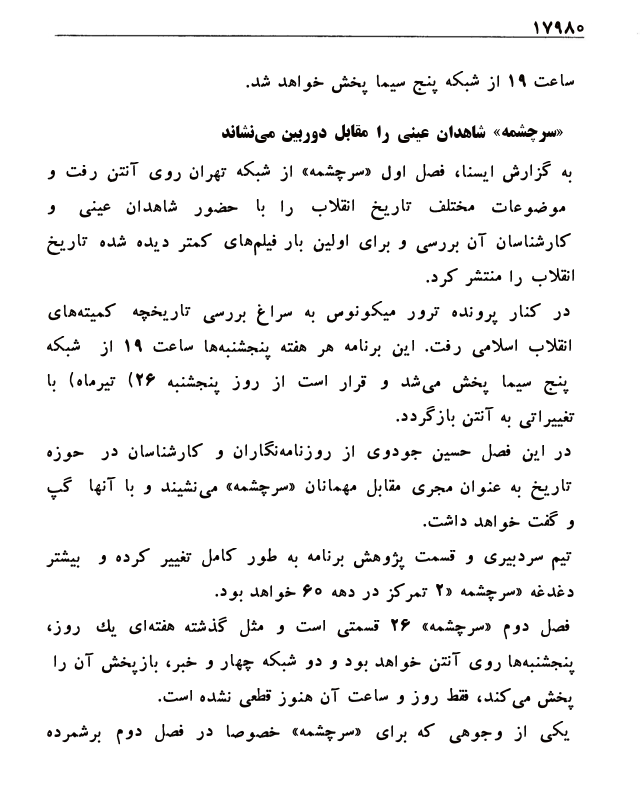 ۱۷۹۸۰
ساعت ۱۹ از شبکه پنج سیما پخش خواهد شد.
«سرچشمه» شاهدان عینی را مقابل دوربین می‌نشاند
به گزارش ایسنا، فصل اول «سرچشمه» از شبکه تهران روی آنتن رفت و
موضوعات مختلف تاریخ انقلاب را با حضور شاهدان عینی و
کارشناسان آن بررسی و برای اولین بار فیلم‌های کمتر دیده شده تاریخ
انقلاب را منتشر کرد.
در کنار پرونده ترور میکونوس به سراغ بررسی تاریخچه کمیته‌های
انقلاب اسلامی رفت. این برنامه هر هفته پنجشنبه‌ها ساعت ۱۹ از شبکه
پنج سیما پخش می‌شد و قرار است از روز پنجشنبه ۲۶) تیرماه) با
تغییراتی به آنتن بازگردد.
در این فصل حسین جودوی از روزنامه‌نگاران و کارشناسان در حوزه
تاریخ به عنوان مجری مقابل مهمانان «سرچشمه» می‌نشیند و با آنها گپ
و گفت خواهد داشت.
تیم سردبیری و قسمت پژوهش برنامه به طور کامل تغییر کرده و بیشتر
دغدغه «سرچشمه «۲ تمرکز در دهه ۶۰ خواهد بود.
فصل دوم «سرچشمه» ۲۶ قسمتی است و مثل گذشته هفته‌ای یك روز،
پنجشنبه‌ها روی آنتن خواهد بود و دو شبکه چهار و خبر، بازپخش آن را
پخش می‌کند، فقط روز و ساعت آن هنوز قطعی نشده است.
یکی از وجوهی که برای «سرچشمه» خصوصا در فصل دوم برشمرده